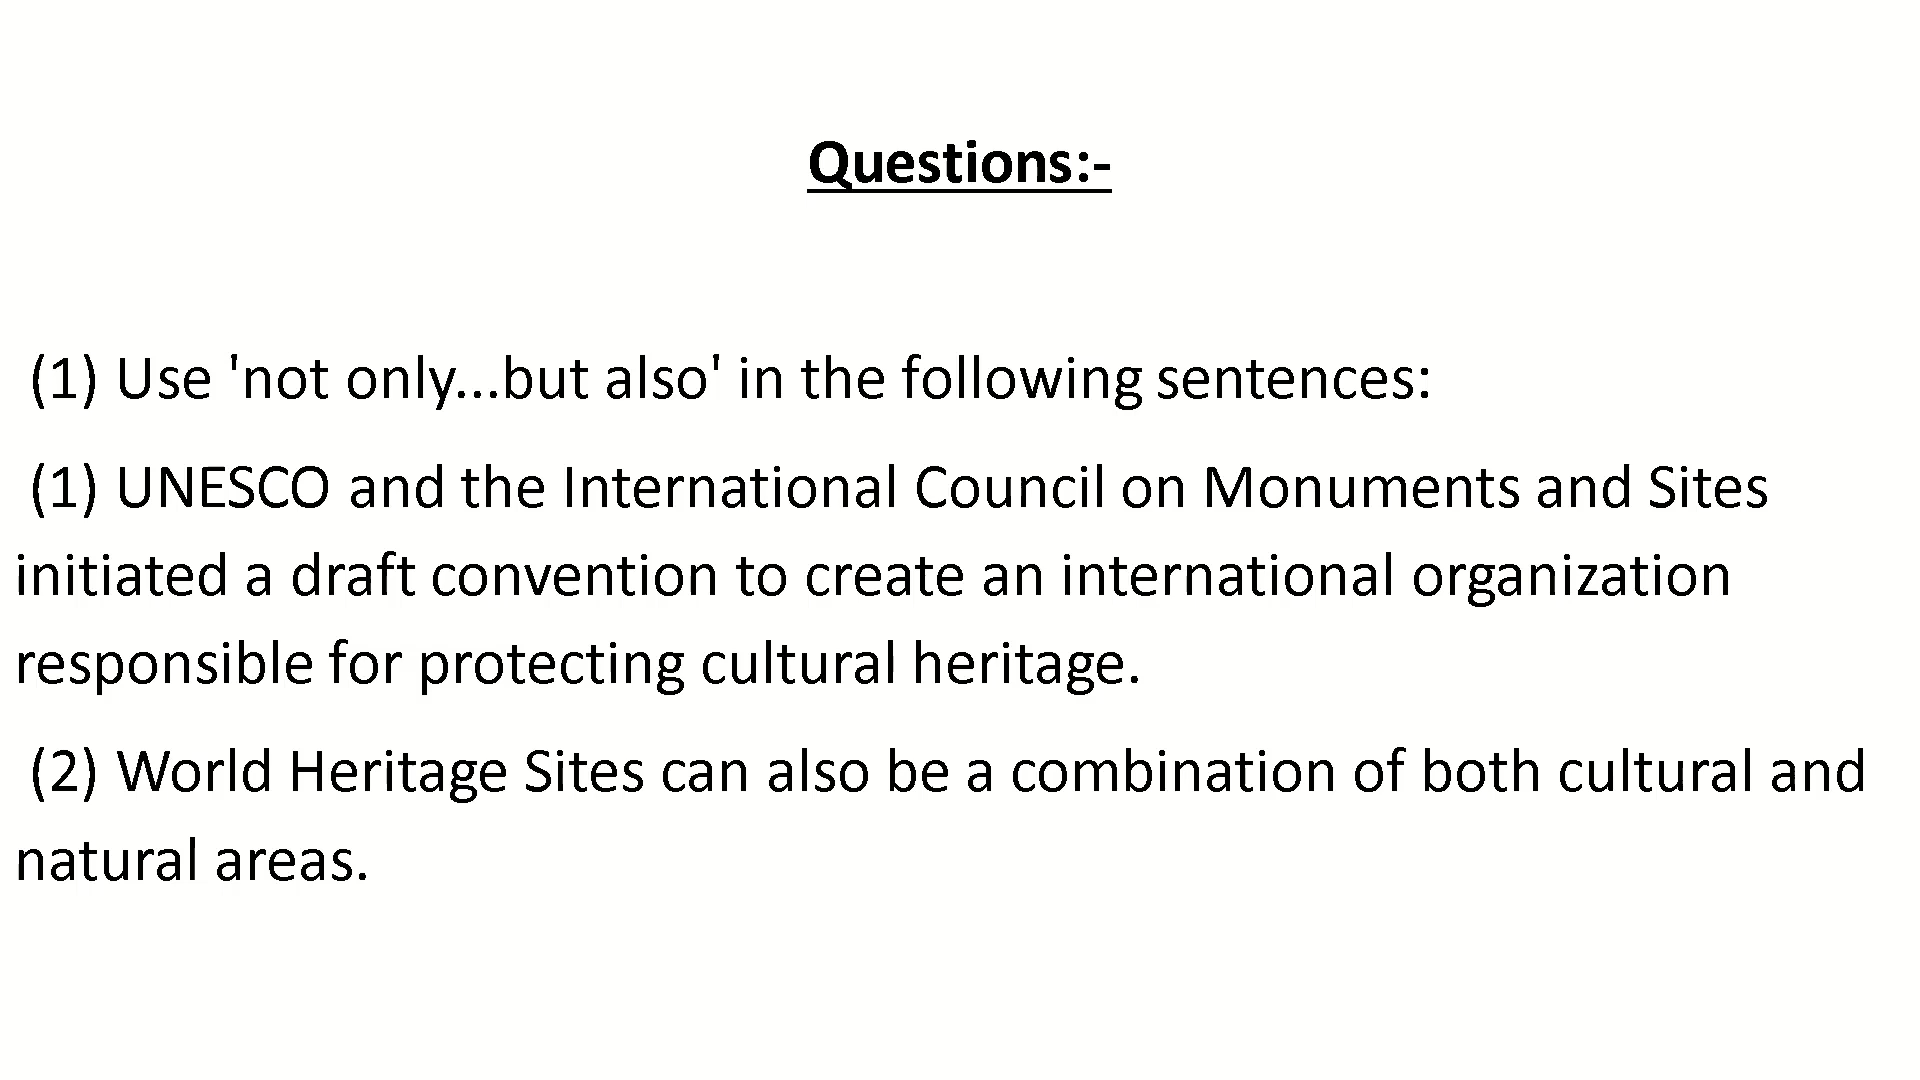 Questions:-
(1) Use 'not only...but also' in the following sentences:
(1) UNESCO and the International Council on Monuments and Sites
initiated a draft convention to create an international organization
responsible for protecting cultural heritage.
(2) World Heritage Sites can also be a combination of both cultural and
natural areas.